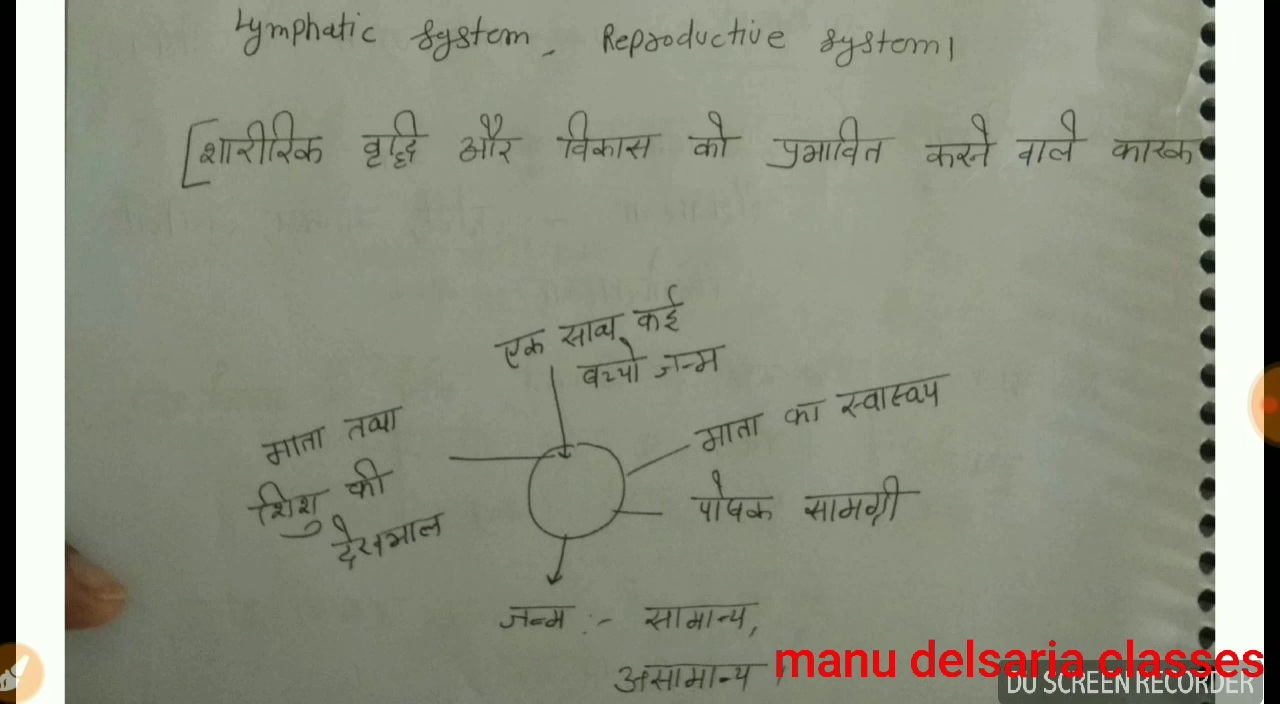 Lymphatic system, Reproductive system।
[शारीरिक वृद्धि और विकास को प्रभावित करने वाले कारक
एक साथ कई
बच्चो जन्म
माता तथा
शिशु की
देखभाल
माता का स्वास्थ्य
पोषक सामग्री
जन्म :- सामान्य,
असामान्य।
manu delsaria classes
DU SCREEN RECORDER